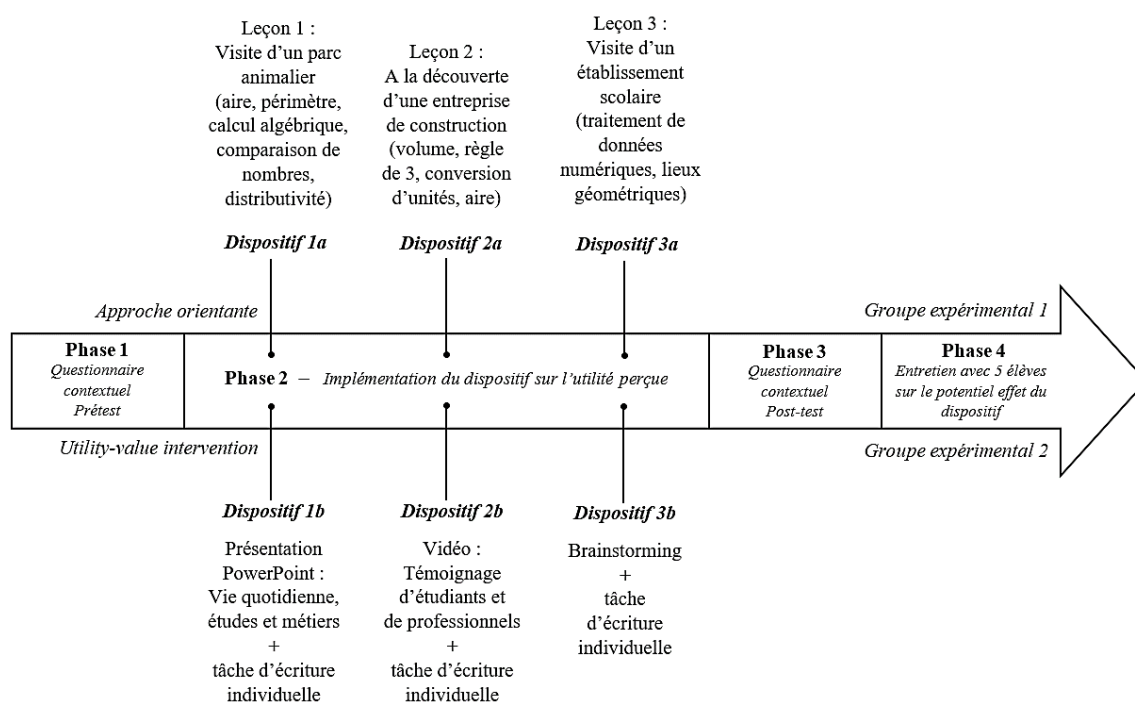 Leçon 1 :
Visite d’un parc
animalier
(aire, périmètre,
calcul algébrique,
comparaison de
nombres,
distributivité)
Dispositif 1a
Leçon 2 :
A la découverte
d’une entreprise
de construction
(volume, règle
de 3, conversion
d’unités, aire)
Dispositif 2a
Leçon 3 :
Visite d’un
établissement
scolaire
(traitement de
données
numériques, lieux
géométriques)
Dispositif 3a
Approche orientante
Groupe expérimental 1
Phase 1
Questionnaire
contextuel
Prétest
Phase 2 – Implémentation du dispositif sur l’utilité perçue
Phase 3
Questionnaire
contextuel
Post-test
Phase 4
Entretien avec 5 élèves
sur le potentiel effet du
dispositif
Utility-value intervention
Groupe expérimental 2
Dispositif 1b
Présentation
PowerPoint :
Vie quotidienne,
études et métiers
+
tâche d’écriture
individuelle
Dispositif 2b
Vidéo :
Témoignage
d’étudiants et
de professionnels
+
tâche d’écriture
individuelle
Dispositif 3b
Brainstorming
+
tâche
d’écriture
individuelle